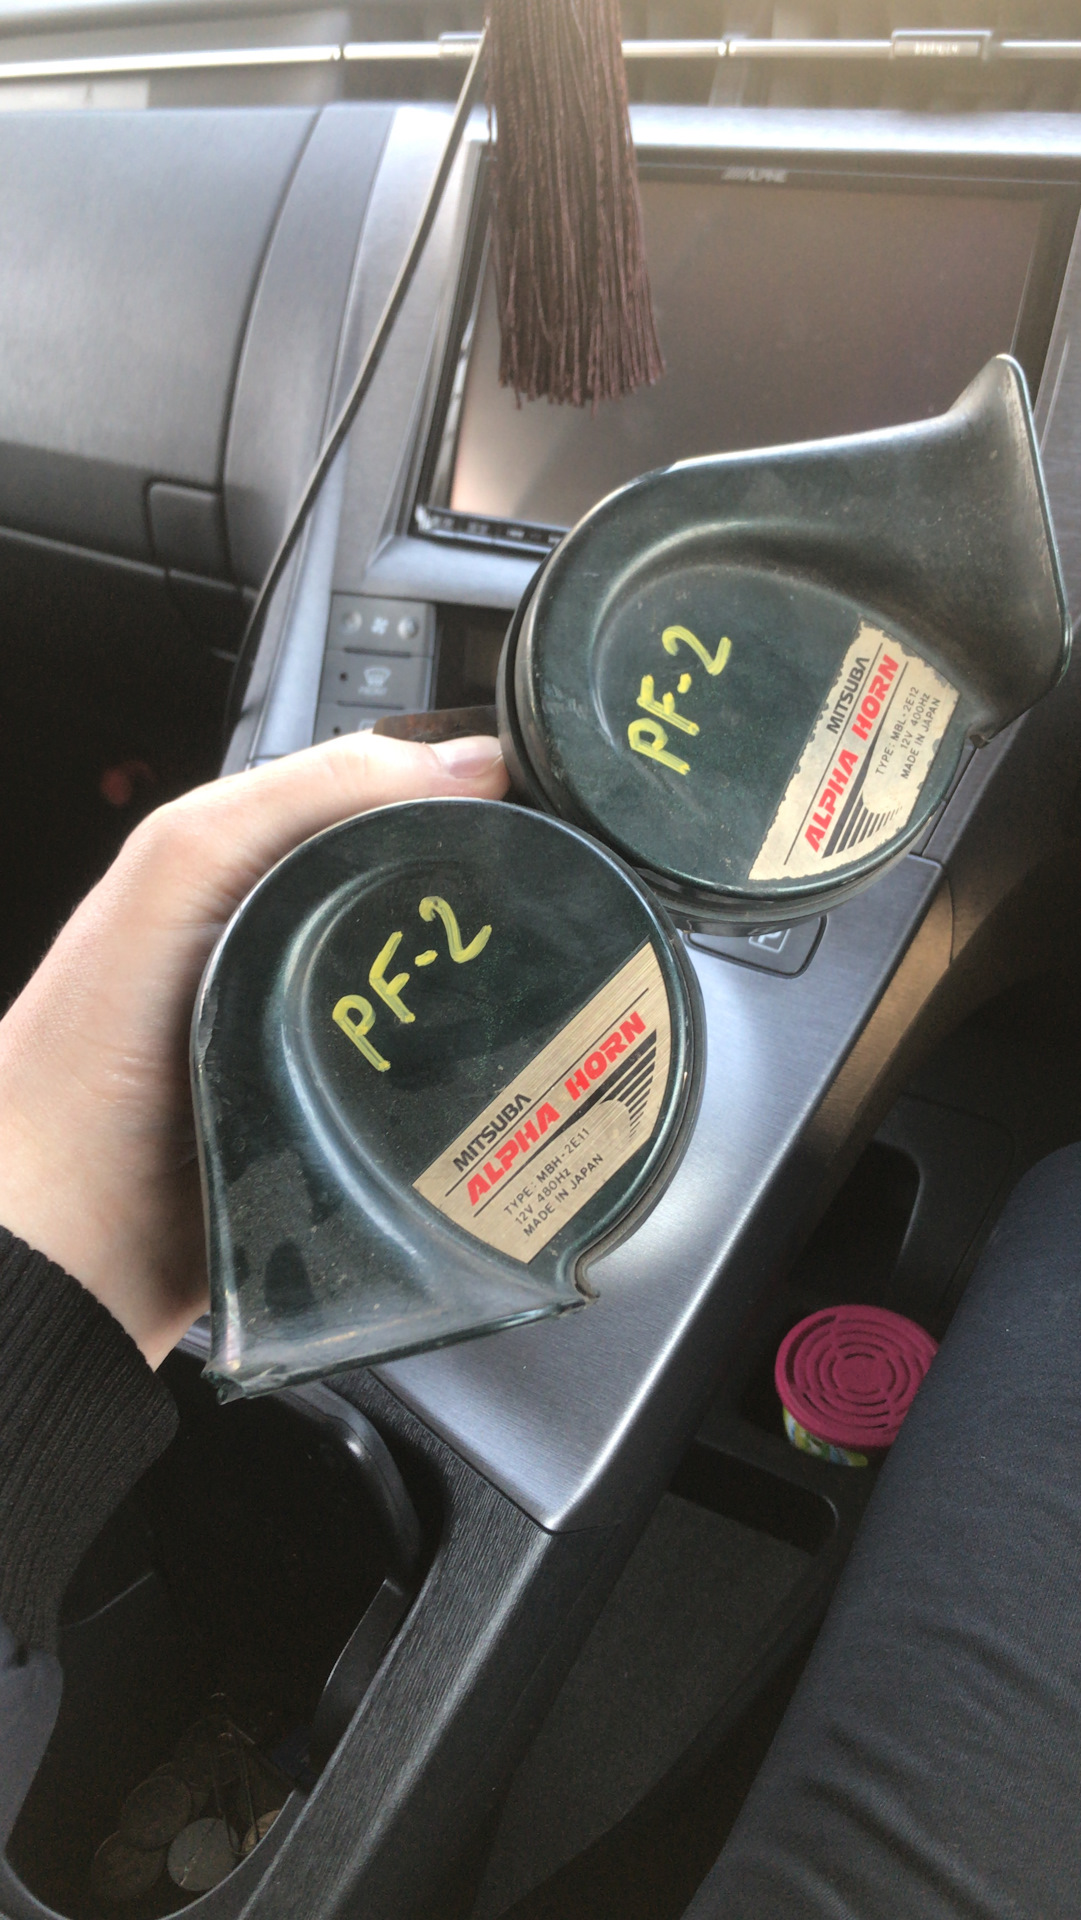 ALPINE
PF-2
MITSUBA
ALPHA HORN
TYPE: MBL-2E12
12V 400Hz
MADE IN JAPAN
PF-2
MITSUBA
ALPHA HORN
TYPE: MBH-2E11
12V 480Hz
MADE IN JAPAN